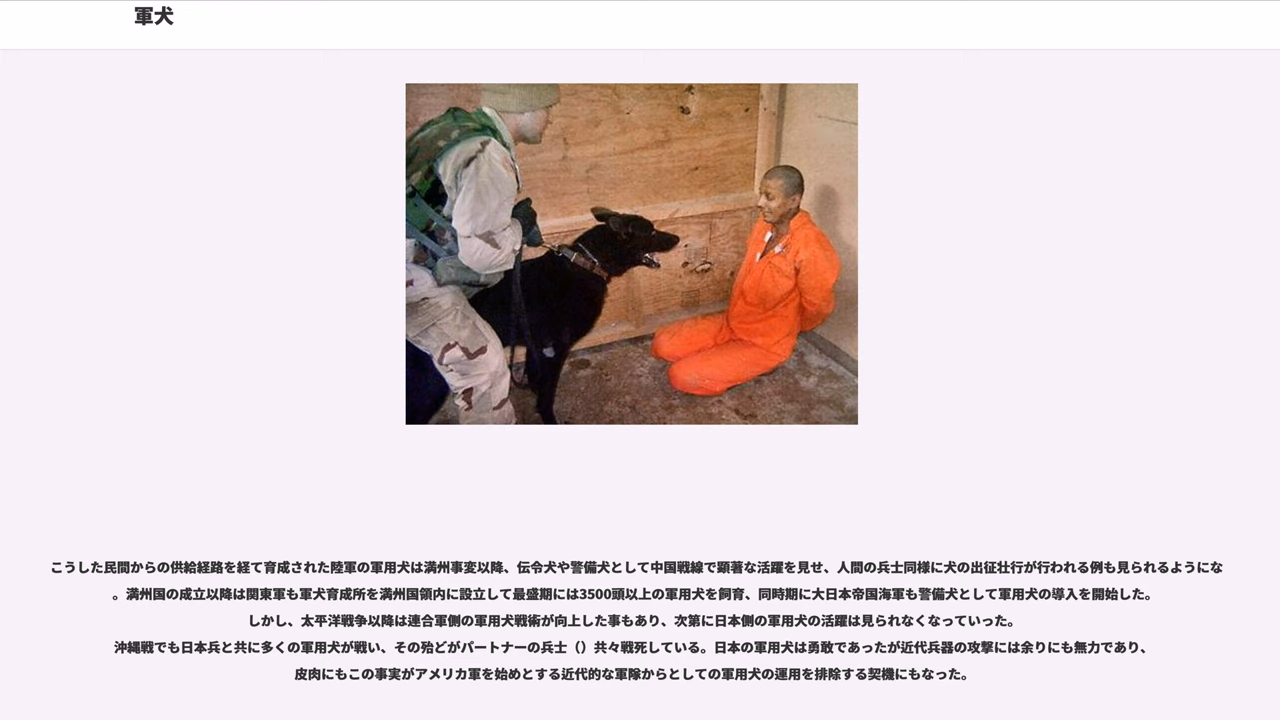 軍犬
こうした民間からの供給経路を経て育成された陸軍の軍用犬は満州事変以降、伝令犬や警備犬として中国戦線で顕著な活躍を見せ、人間の兵士同様に犬の出征壮行が行われる例も見られるようにな
。満州国の成立以降は関東軍も軍犬育成所を満州国領内に設立して最盛期には3500頭以上の軍用犬を飼育、同時期に大日本帝国海軍も警備犬として軍用犬の導入を開始した。
しかし、太平洋戦争以降は連合軍側の軍用犬戦術が向上した事もあり、次第に日本側の軍用犬の活躍は見られなくなっていった。
沖縄戦でも日本兵と共に多くの軍用犬が戦い、その殆どがパートナーの兵士（）共々戦死している。日本の軍用犬は勇敢であったが近代兵器の攻撃には余りにも無力であり、
皮肉にもこの事実がアメリカ軍を始めとする近代的な軍隊からとしての軍用犬の運用を排除する契機にもなった。